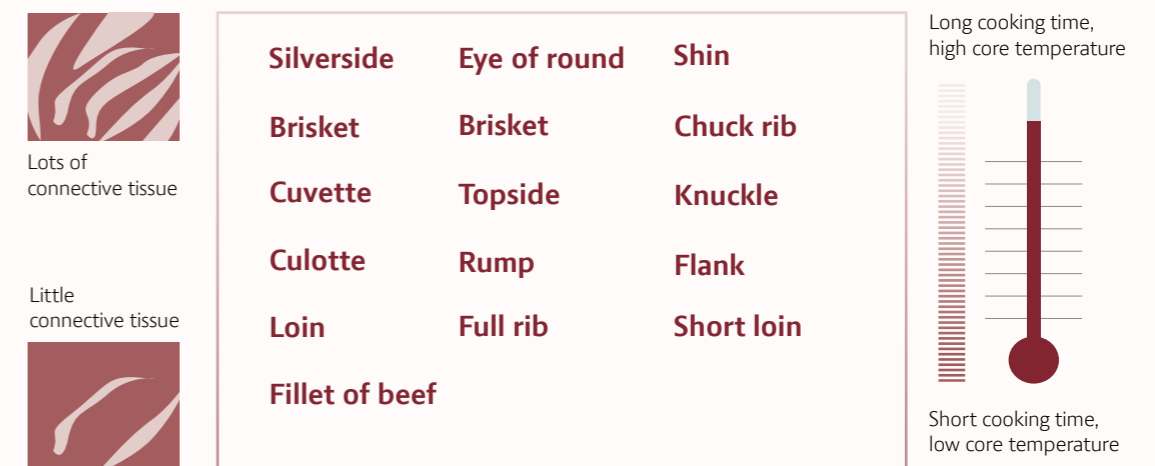 Lots of
connective tissue
Little
connective tissue
Silverside Eye of round Shin
Brisket Brisket Chuck rib
Cuvette Topside Knuckle
Culotte Rump Flank
Loin Full rib Short loin
Fillet of beef
Long cooking time,
high core temperature
Short cooking time,
low core temperature